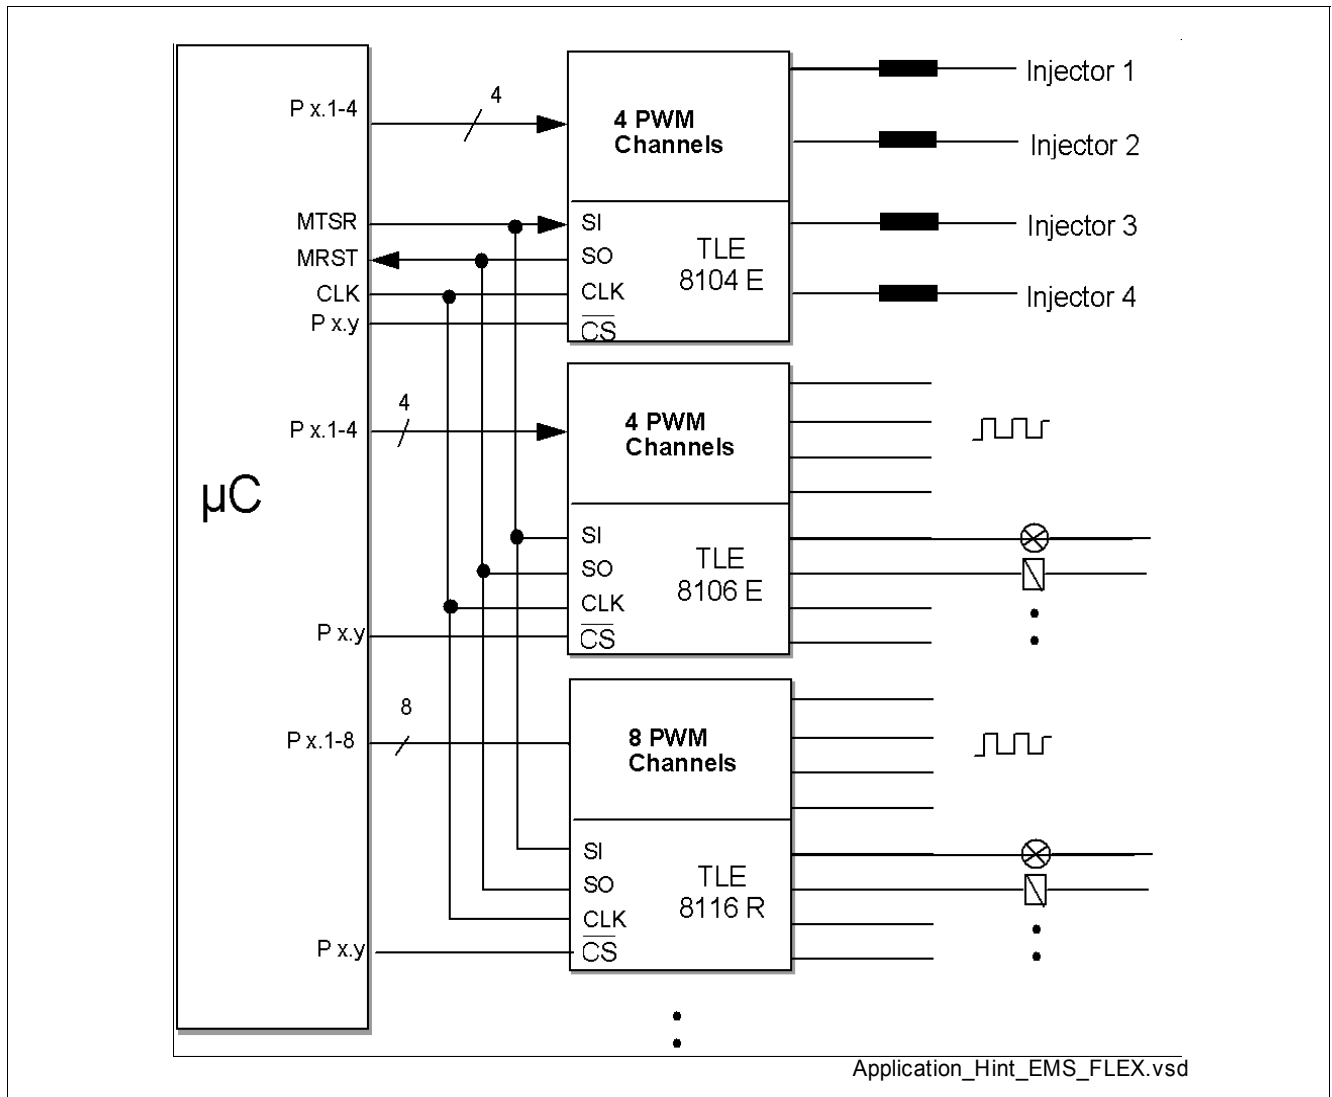 P x.1-4
4
4 PWM
Channels
Injector 1
Injector 2
MTSR
MRST
CLK
P x.y
SI
SO
CLK
CS
TLE
8104 E
Injector 3
Injector 4
P x.1-4
4
4 PWM
Channels
µC
SI
SO
CLK
CS
TLE
8106 E
P x.y
P x.1-8
8
8 PWM
Channels
SI
SO
CLK
CS
TLE
8116 R
P x.y
Application_Hint_EMS_FLEX.vsd